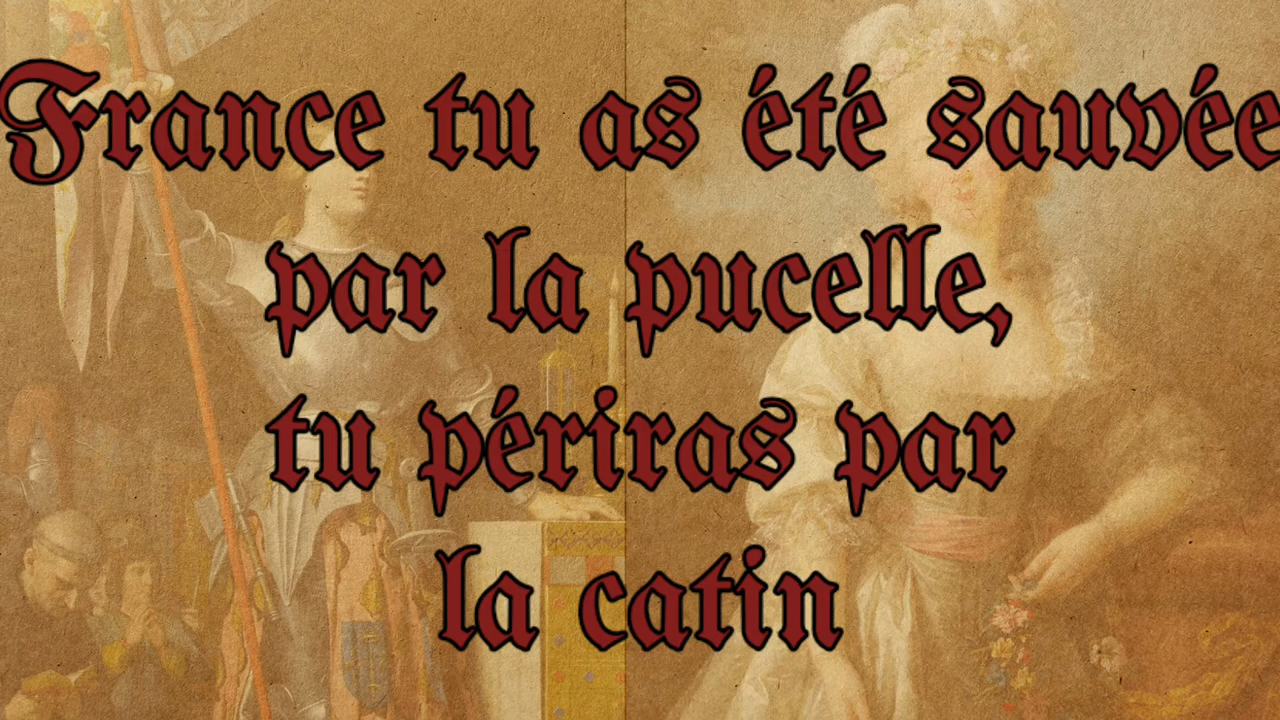 France tu as été sauvée
par la pucelle,
tu périras par
la catin